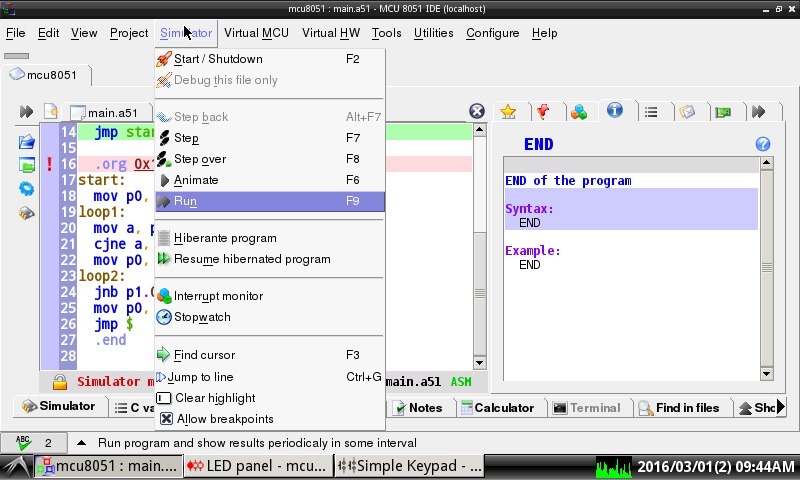 mcu8051 : main.a51 - MCU 8051 IDE (localhost)
File Edit View Project Simulator Virtual MCU Virtual HW Tools Utilities Configure Help
mcu8051
main.a51
Start / Shutdown F2
Debug this file only
Step back Alt+F7
Step F7
Step over F8
Animate F6
Run F9
Hiberante program
Resume hibernated program
Interrupt monitor
Stopwatch
Find cursor F3
Jump to line Ctrl+G
Clear highlight
Allow breakpoints
14 jmp star
15
! 16 .org 0x
17 start:
18 mov p0,
19 loop1:
20 mov a, p
21 cjne a,
22 mov p0,
23 loop2:
24 jnb p1.0
25 mov p0,
26 jmp $
27 .end
28
Simulator m
main.a51 ASM
END
END of the program
Syntax:
END
Example:
END
Simulator C va Notes Calculator Terminal Find in files Sho
ABC 2 Run program and show results periodicaly in some interval
mcu8051 : main.... LED panel - mcu... Simple Keypad - ... 2016/03/01(2) 09:44AM